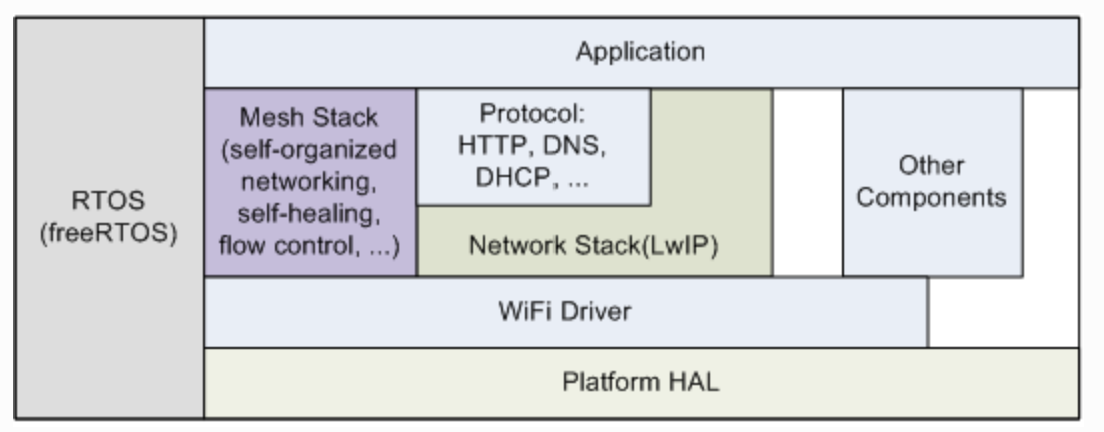 RTOS
(freeRTOS)
Application
Mesh Stack
(self-organized
networking,
self-healing,
flow control, ...)
Protocol:
HTTP, DNS,
DHCP, ...
Network Stack(LwIP)
Other
Components
WiFi Driver
Platform HAL